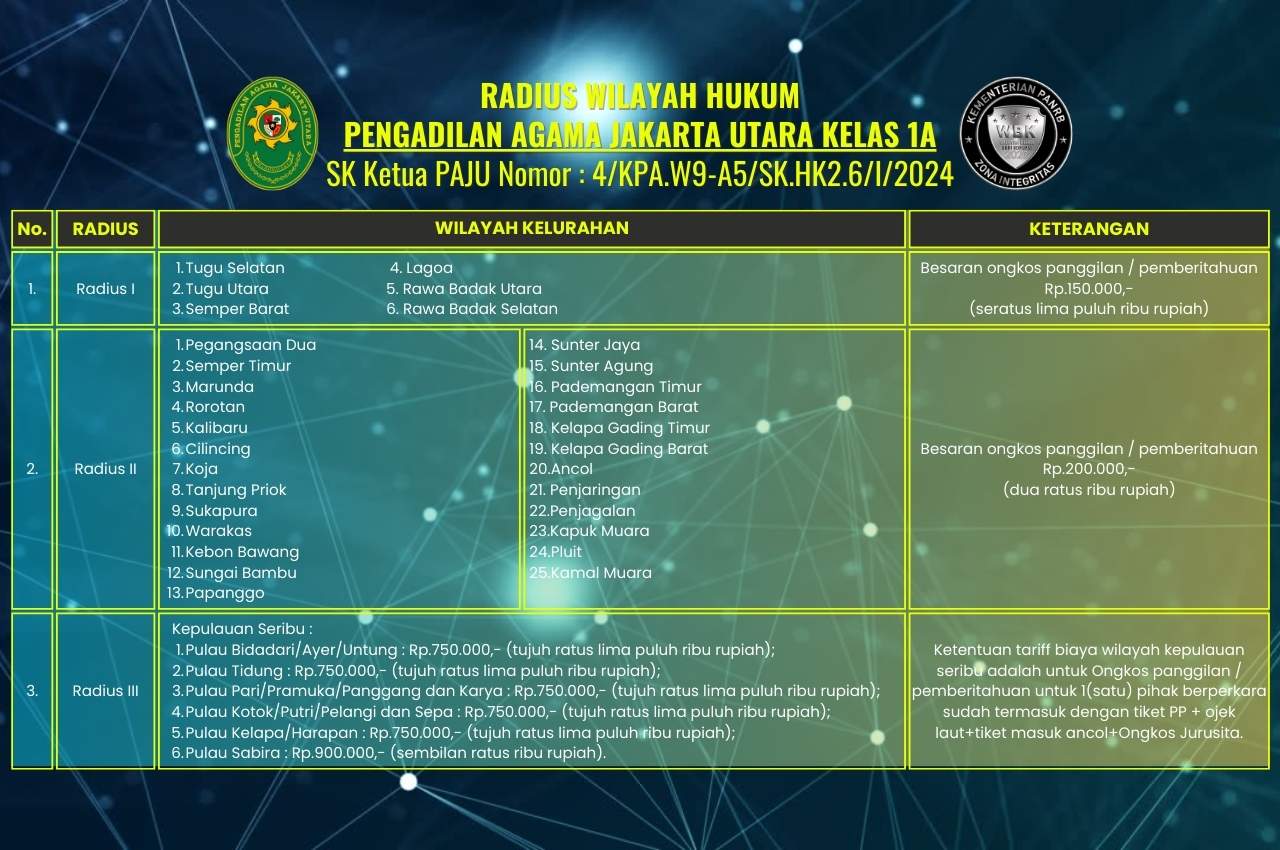 RADIUS WILAYAH HUKUM
PENGADILAN AGAMA JAKARTA UTARA KELAS 1A
SK Ketua PAJU Nomor : 4/KPA.W9-A5/SK.HK2.6/I/2024
PENGADILAN AGAMA JAKARTA UTARA
KEMENTERIAN PANRB
WBK
ZONA INTEGRITAS
No. RADIUS WILAYAH KELURAHAN KETERANGAN
1. Radius I
1.Tugu Selatan 4. Lagoa
2.Tugu Utara 5. Rawa Badak Utara
3.Semper Barat 6. Rawa Badak Selatan
Besaran ongkos panggilan / pemberitahuan
Rp.150.000,-
(seratus lima puluh ribu rupiah)
2. Radius II
1.Pegangsaan Dua
2.Semper Timur
3.Marunda
4.Rorotan
5.Kalibaru
6.Cilincing
7.Koja
8.Tanjung Priok
9.Sukapura
10.Warakas
11.Kebon Bawang
12.Sungai Bambu
13.Papanggo
14. Sunter Jaya
15. Sunter Agung
16. Pademangan Timur
17. Pademangan Barat
18. Kelapa Gading Timur
19. Kelapa Gading Barat
20.Ancol
21. Penjaringan
22.Penjagalan
23.Kapuk Muara
24.Pluit
25.Kamal Muara
Besaran ongkos panggilan / pemberitahuan
Rp.200.000,-
(dua ratus ribu rupiah)
3. Radius III
Kepulauan Seribu :
1.Pulau Bidadari/Ayer/Untung : Rp.750.000,- (tujuh ratus lima puluh ribu rupiah);
2.Pulau Tidung : Rp.750.000,- (tujuh ratus lima puluh ribu rupiah);
3.Pulau Pari/Pramuka/Panggang dan Karya : Rp.750.000,- (tujuh ratus lima puluh ribu rupiah);
4.Pulau Kotok/Putri/Pelangi dan Sepa : Rp.750.000,- (tujuh ratus lima puluh ribu rupiah);
5.Pulau Kelapa/Harapan : Rp.750.000,- (tujuh ratus lima puluh ribu rupiah);
6.Pulau Sabira : Rp.900.000,- (sembilan ratus ribu rupiah).
Ketentuan tariff biaya wilayah kepulauan
seribu adalah untuk Ongkos panggilan /
pemberitahuan untuk 1(satu) pihak berperkara
sudah termasuk dengan tiket PP + ojek
laut+tiket masuk ancol+Ongkos Jurusita.